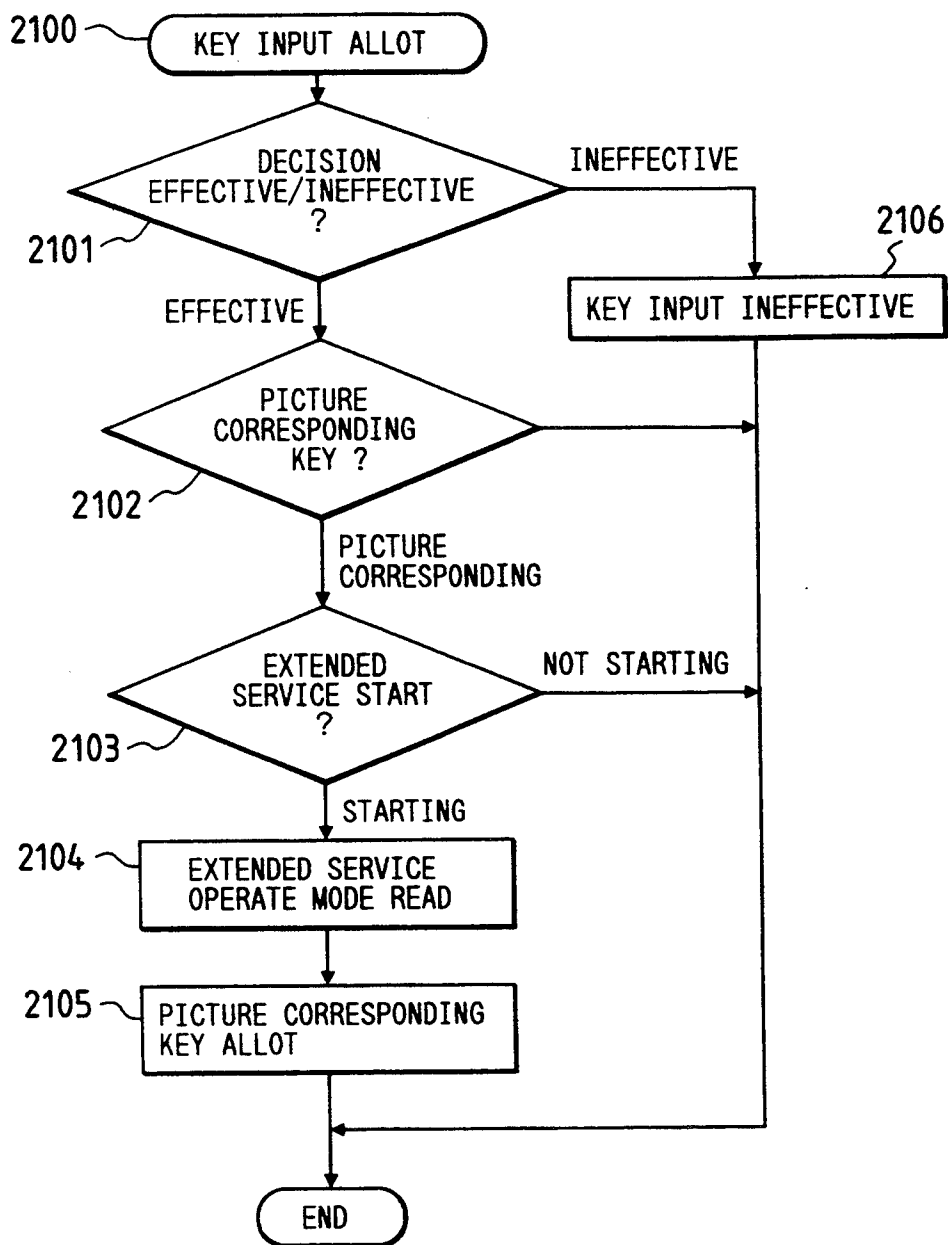 2100
KEY INPUT ALLOT
DECISION
EFFECTIVE/INEFFECTIVE
?
2101
INEFFECTIVE
2106
KEY INPUT INEFFECTIVE
EFFECTIVE
PICTURE
CORRESPONDING
KEY ?
2102
PICTURE
CORRESPONDING
EXTENDED
SERVICE START
?
2103
NOT STARTING
STARTING
2104
EXTENDED SERVICE
OPERATE MODE READ
2105
PICTURE CORRESPONDING
KEY ALLOT
END